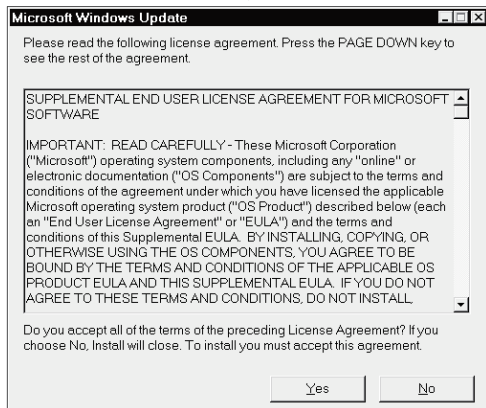 Microsoft Windows Update
Please read the following license agreement. Press the PAGE DOWN key to
see the rest of the agreement.
SUPPLEMENTAL END USER LICENSE AGREEMENT FOR MICROSOFT
SOFTWARE
IMPORTANT: READ CAREFULLY - These Microsoft Corporation
("Microsoft") operating system components, including any "online" or
electronic documentation ("OS Components") are subject to the terms and
conditions of the agreement under which you have licensed the applicable
Microsoft operating system product ("OS Product") described below (each
an "End User License Agreement" or "EULA") and the terms and
conditions of this Supplemental EULA. BY INSTALLING, COPYING, OR
OTHERWISE USING THE OS COMPONENTS, YOU AGREE TO BE
BOUND BY THE TERMS AND CONDITIONS OF THE APPLICABLE OS
PRODUCT EULA AND THIS SUPPLEMENTAL EULA. IF YOU DO NOT
AGREE TO THESE TERMS AND CONDITIONS, DO NOT INSTALL,
Do you accept all of the terms of the preceding License Agreement? If you
choose No, Install will close. To install you must accept this agreement.
Yes No